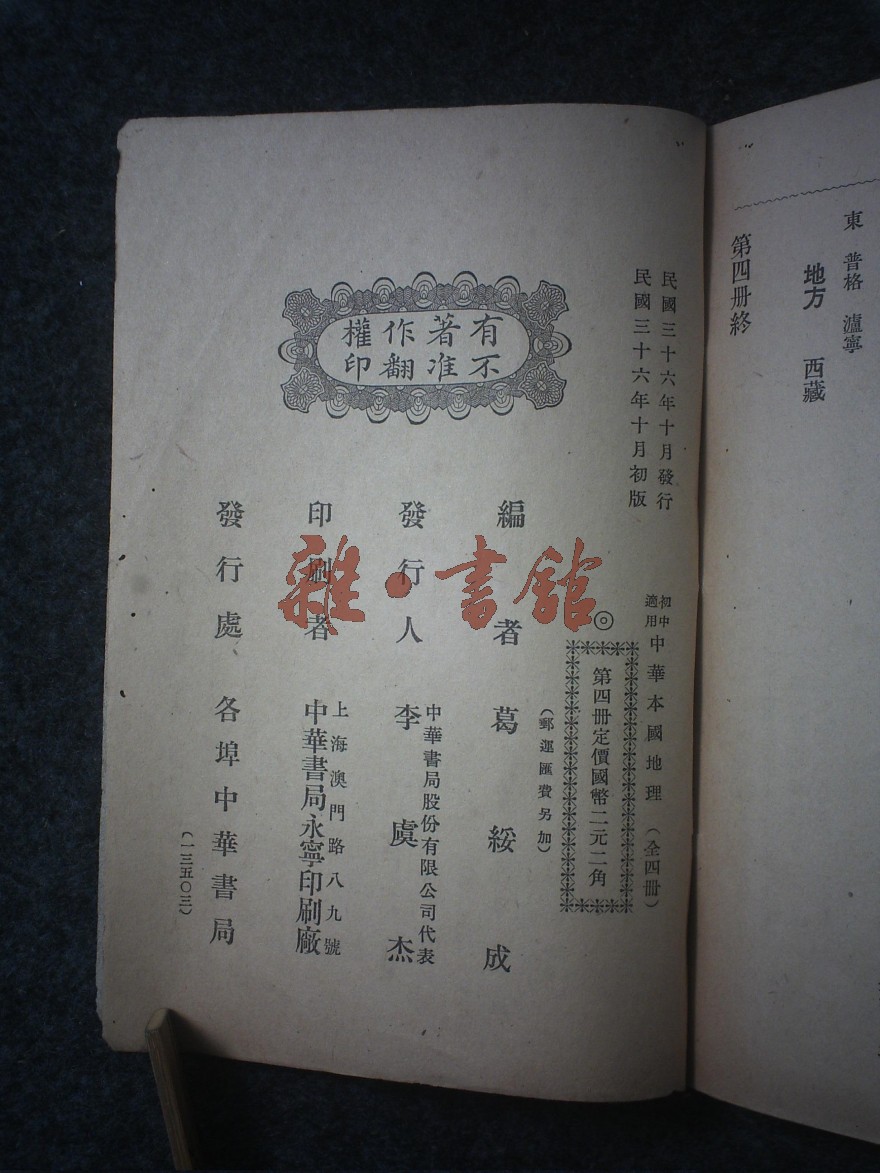 東　普格　瀘寧
地方　西藏
第四册終
民國三十六年十月發行
民國三十六年十月初版
初中適用 中華本國地理（全四冊）
◎第四冊定價國幣二元二角
（郵運匯費另加）
有著作權
不准翻印
編者 葛綏成
中華書局股份有限公司代表
發行人 李虞杰
上海澳門路八九號
印刷者 中華書局永寧印刷廠
發行處 各埠中華書局
（一三五〇三）
雜·書館